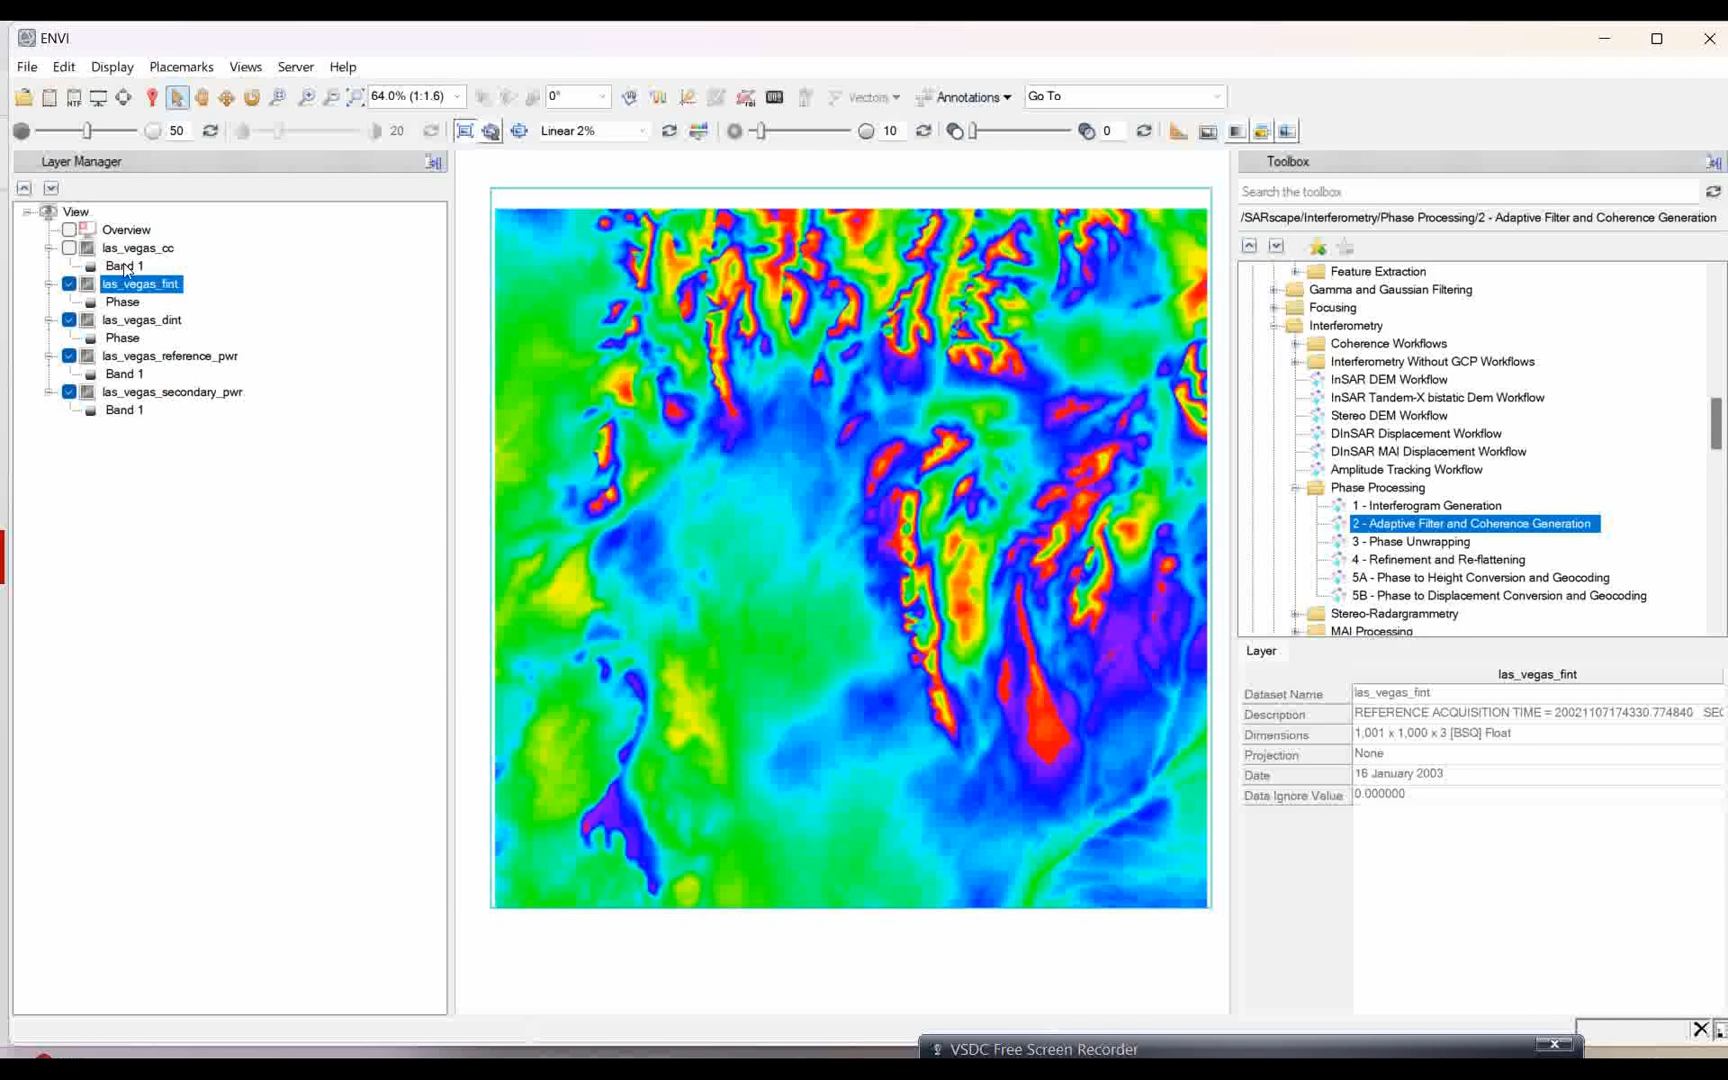 ENVI
File Edit Display Placemarks Views Server Help
64.0% (1:1.6) 0° Vectors Annotations Go To
50 20 Linear 2% 10 0
Layer Manager
View
Overview
las_vegas_cc
Band 1
las_vegas_fint
Phase
las_vegas_dint
Phase
las_vegas_reference_pwr
Band 1
las_vegas_secondary_pwr
Band 1
Toolbox
Search the toolbox
/SARscape/Interferometry/Phase Processing/2 - Adaptive Filter and Coherence Generation
Feature Extraction
Gamma and Gaussian Filtering
Focusing
Interferometry
Coherence Workflows
Interferometry Without GCP Workflows
InSAR DEM Workflow
InSAR Tandem-X bistatic Dem Workflow
Stereo DEM Workflow
DInSAR Displacement Workflow
DInSAR MAI Displacement Workflow
Amplitude Tracking Workflow
Phase Processing
1 - Interferogram Generation
2 - Adaptive Filter and Coherence Generation
3 - Phase Unwrapping
4 - Refinement and Re-flattening
5A - Phase to Height Conversion and Geocoding
5B - Phase to Displacement Conversion and Geocoding
Stereo-Radargrammetry
MAI Processing
Layer
las_vegas_fint
Dataset Name las_vegas_fint
Description REFERENCE ACQUISITION TIME = 20021107174330.774840 SEC
Dimensions 1,001 x 1,000 x 3 [BSQ] Float
Projection None
Date 16 January 2003
Data Ignore Value 0.000000
VSDC Free Screen Recorder